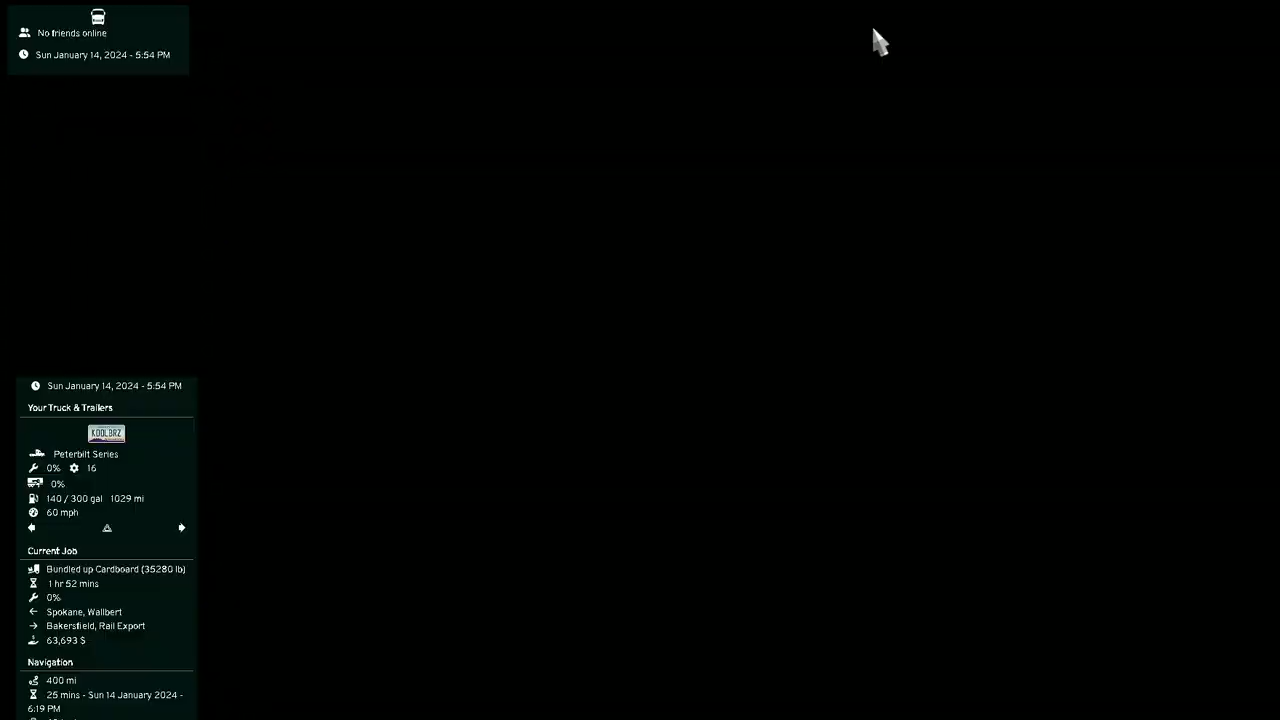 No friends online
Sun January 14, 2024 - 5:54 PM
Sun January 14, 2024 - 5:54 PM
Your Truck & Trailers
KOOLBRZ
Peterbilt Series
0% 16
0%
140 / 300 gal 1029 mi
60 mph
Current Job
Bundled up Cardboard (35280 lb)
1 hr 52 mins
0%
Spokane, Wallbert
Bakersfield, Rail Export
63,693 $
Navigation
400 mi
25 mins - Sun 14 January 2024 -
6:19 PM